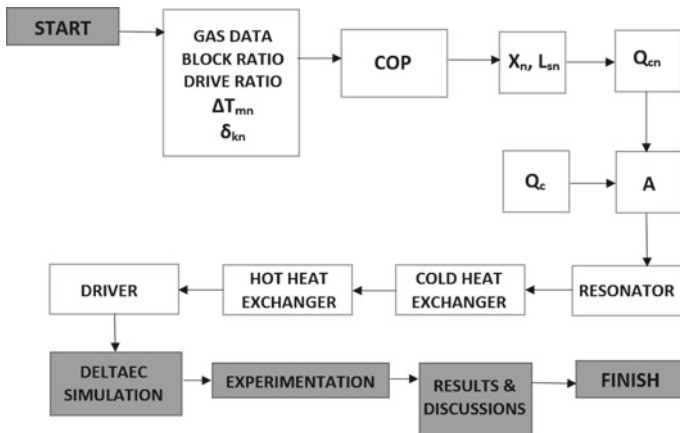 START
GAS DATA
BLOCK RATIO
DRIVE RATIO
ΔTmn
δkn
COP
Xn, Lsn
Qcn
Qc
A
DRIVER
HOT HEAT
EXCHANGER
COLD HEAT
EXCHANGER
RESONATOR
DELTAEC
SIMULATION
EXPERIMENTATION
RESULTS &
DISCUSSIONS
FINISH